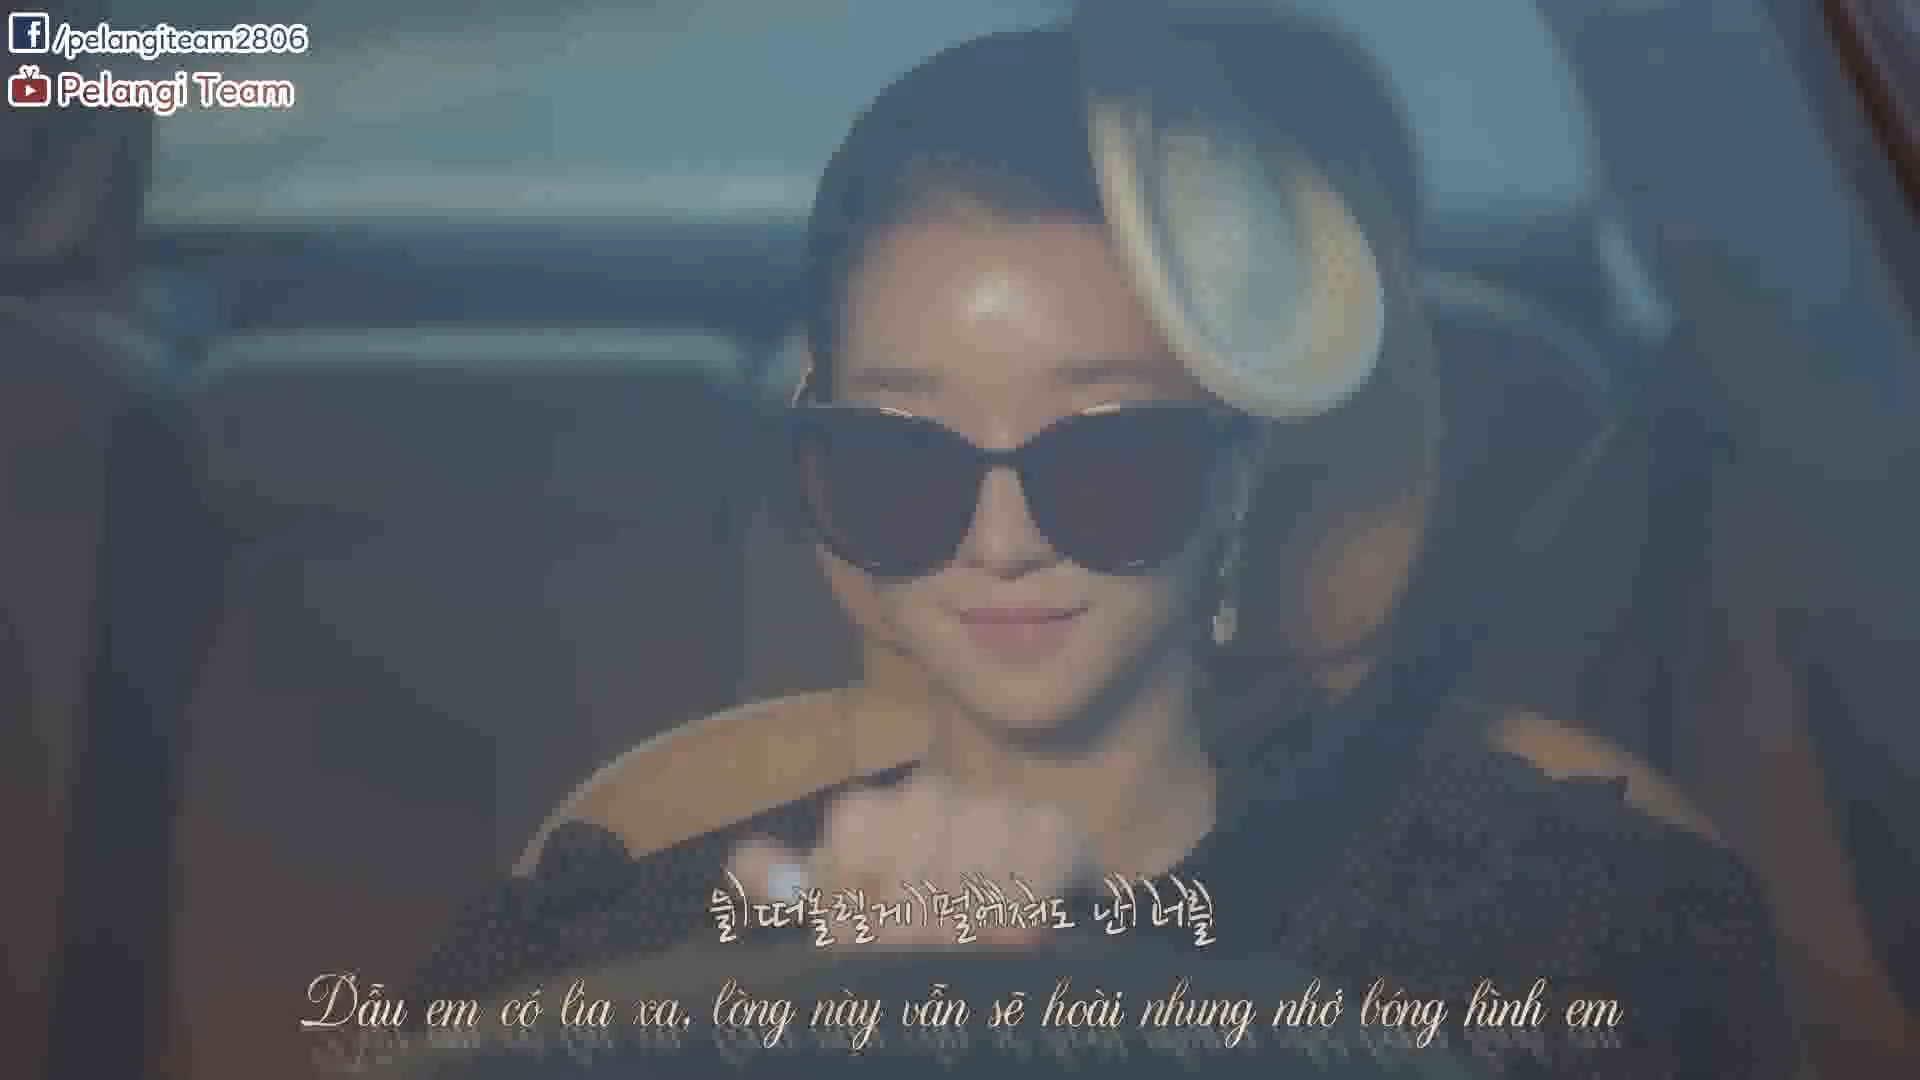 /pelangiteam2806
Pelangi Team
늘 떠올릴게 멀어져도 난 너를
Dẫu em có lìa xa, lòng này vẫn sẽ hoài nhung nhớ bóng hình em